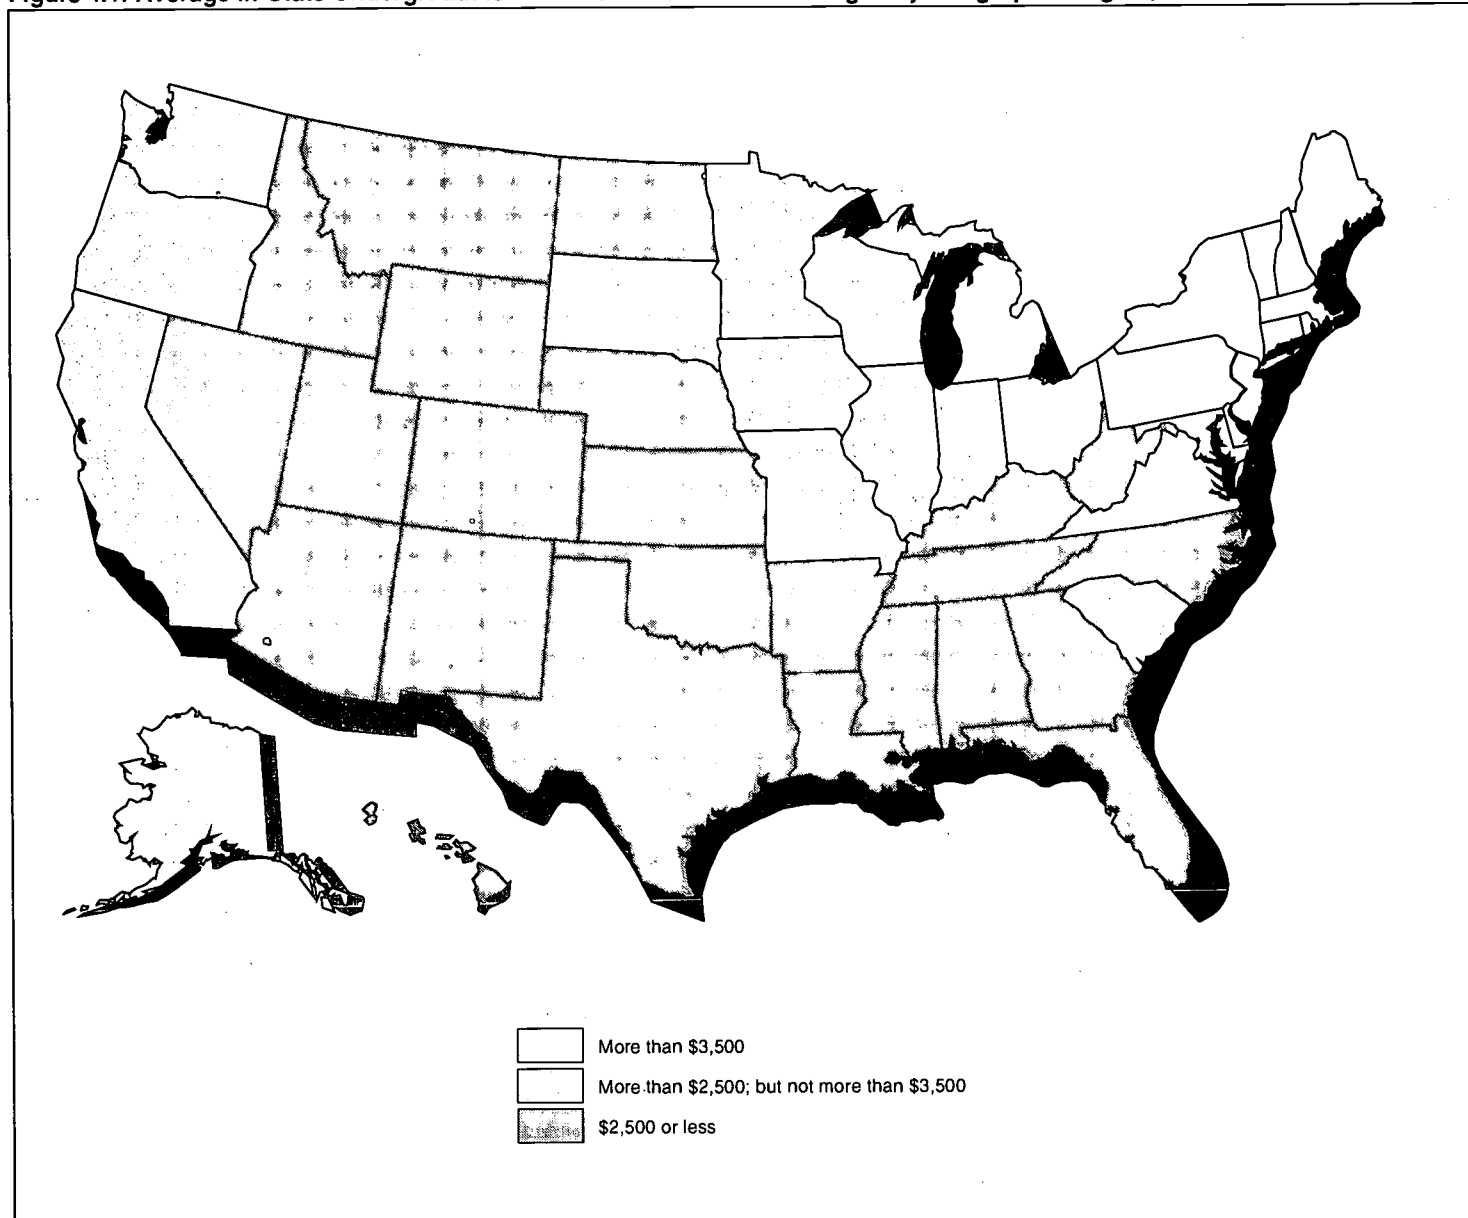 More than $3,500
More than $2,500; but not more than $3,500
$2,500 or less